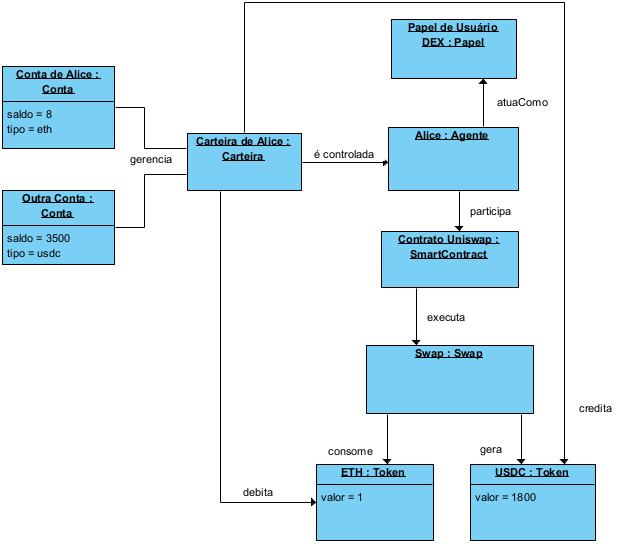 Papel de Usuário
DEX : Papel
Conta de Alice :
Conta
saldo = 8
tipo = eth
atuaComo
Carteira de Alice :
Carteira
gerencia
é controlada
Alice : Agente
Outra Conta :
Conta
saldo = 3500
tipo = usdc
participa
Contrato Uniswap :
SmartContract
executa
Swap : Swap
credita
consome
gera
ETH : Token
valor = 1
USDC : Token
valor = 1800
debita